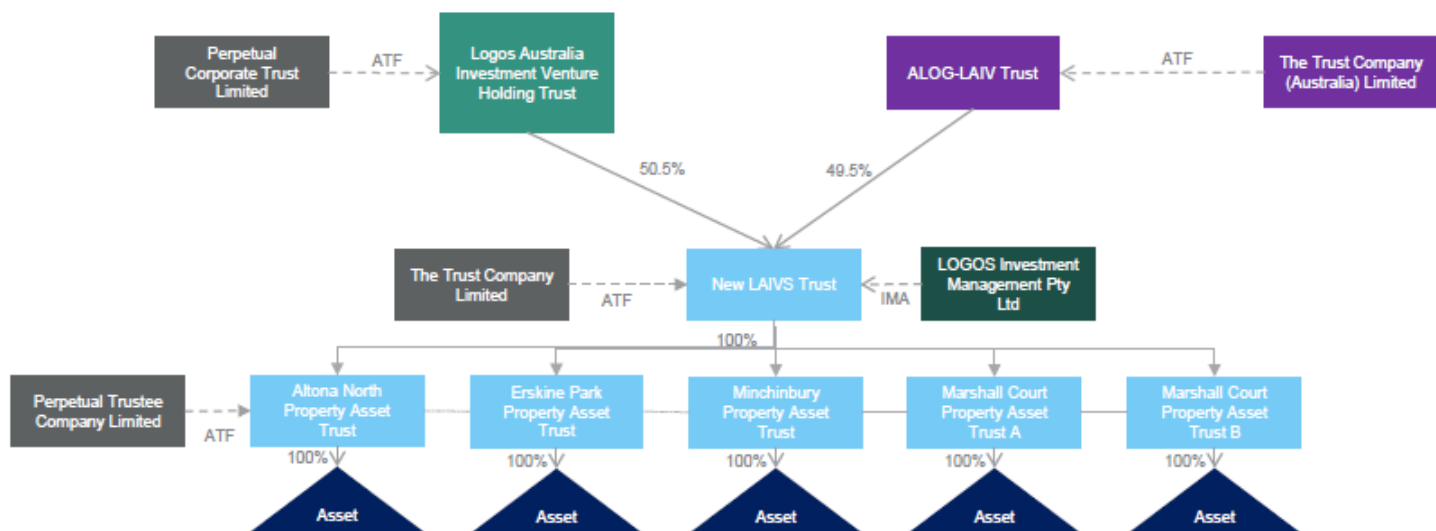 Perpetual
Corporate Trust
Limited
ATF
Logos Australia
Investment Venture
Holding Trust
ALOG-LAIV Trust
ATF
The Trust Company
(Australia) Limited
50.5%
49.5%
The Trust Company
Limited
ATF
New LAIVS Trust
IMA
LOGOS Investment
Management Pty
Ltd
100%
Perpetual Trustee
Company Limited
ATF
Altona North
Property Asset
Trust
Erskine Park
Property Asset
Trust
Minchinbury
Property Asset
Trust
Marshall Court
Property Asset
Trust A
Marshall Court
Property Asset
Trust B
100%
100%
100%
100%
100%
Asset
Asset
Asset
Asset
Asset